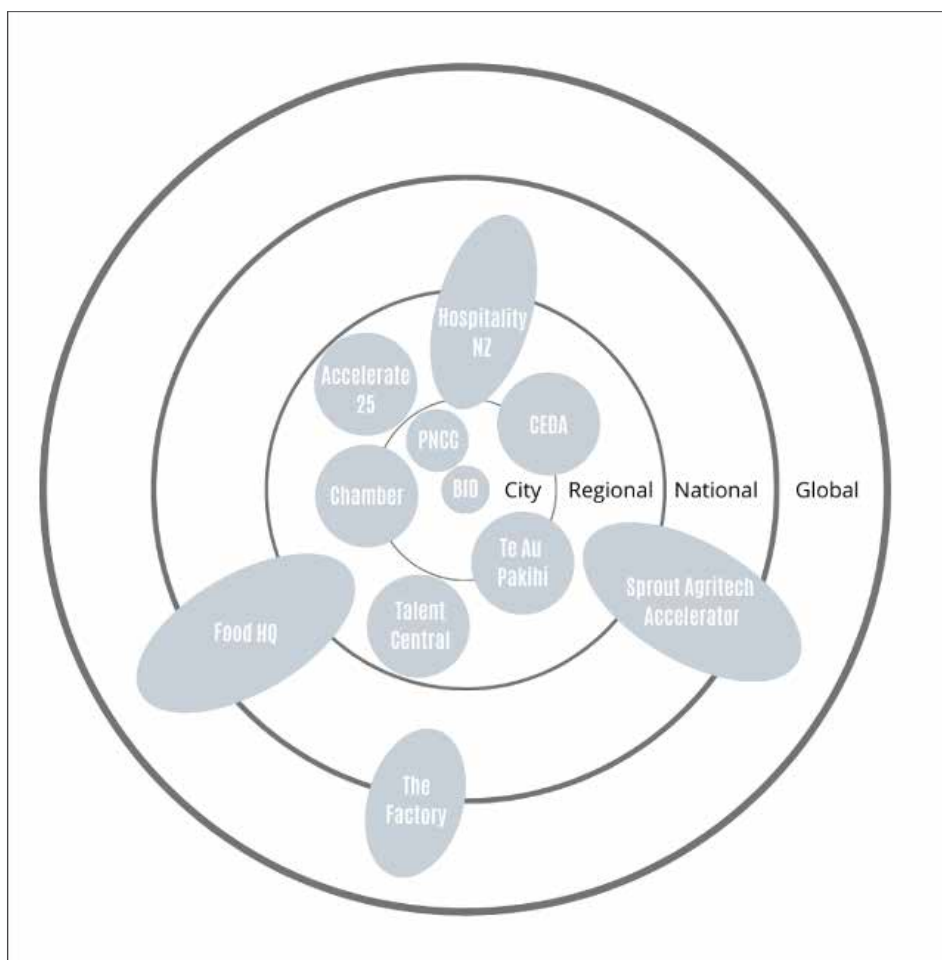 Hospitality
NZ
Accelerate
25
CEDA
PNCC
BID
Chamber
City
Regional
National
Global
Te Au
Pakihi
Sprout Agritech
Accelerator
Talent
Central
Food HQ
The
Factory